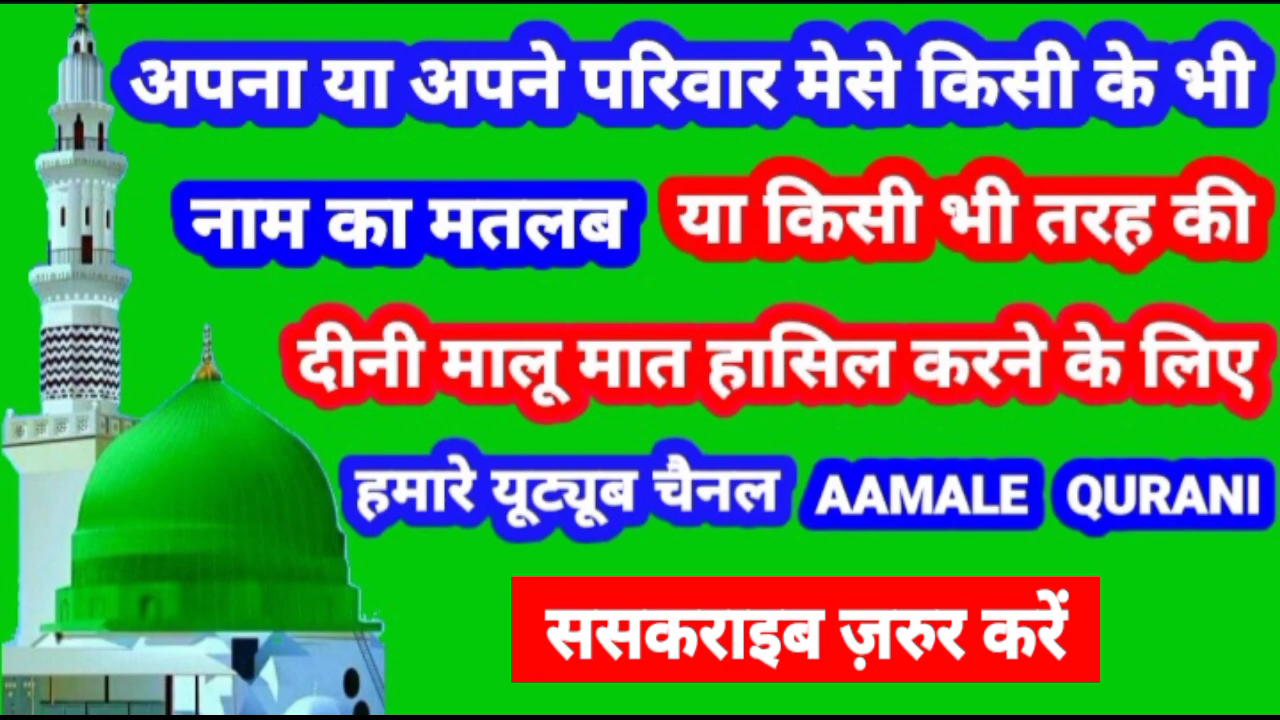 अपना या अपने परिवार मेसे किसी के भी
नाम का मतलब या किसी भी तरह की
दीनी मालू मात हासिल करने के लिए
हमारे यूट्यूब चैनल AAMALE QURANI
ससकराइब ज़रुर करें